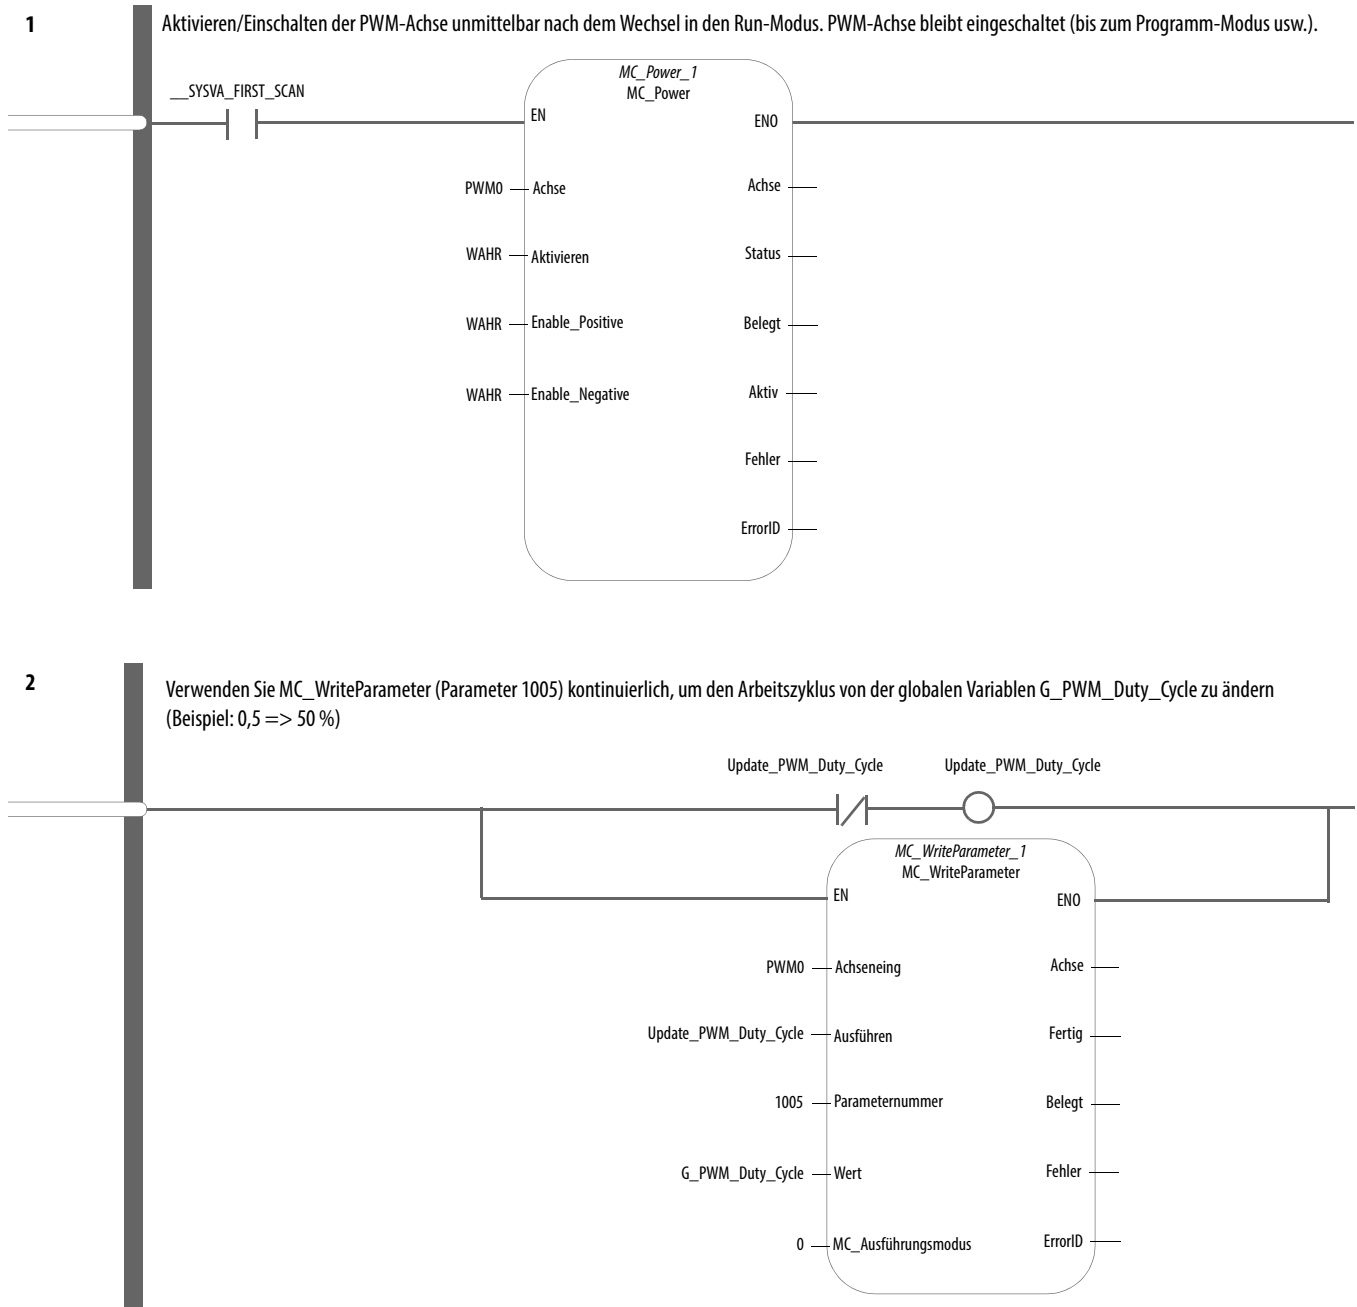 1
Aktivieren/Einschalten der PWM-Achse unmittelbar nach dem Wechsel in den Run-Modus. PWM-Achse bleibt eingeschaltet (bis zum Programm-Modus usw.).
MC_Power_1
MC_Power
__SYSVA_FIRST_SCAN
EN
ENO
PWM0
Achse
Achse
WAHR
Aktivieren
Status
WAHR
Enable_Positive
Belegt
WAHR
Enable_Negative
Aktiv
Fehler
ErrorID
2
Verwenden Sie MC_WriteParameter (Parameter 1005) kontinuierlich, um den Arbeitszyklus von der globalen Variablen G_PWM_Duty_Cycle zu ändern
(Beispiel: 0,5 => 50 %)
Update_PWM_Duty_Cycle
Update_PWM_Duty_Cycle
MC_WriteParameter_1
MC_WriteParameter
EN
ENO
PWM0
Achseneing
Achse
Update_PWM_Duty_Cycle
Ausführen
Fertig
1005
Parameternummer
Belegt
G_PWM_Duty_Cycle
Wert
Fehler
0
MC_Ausführungsmodus
ErrorID